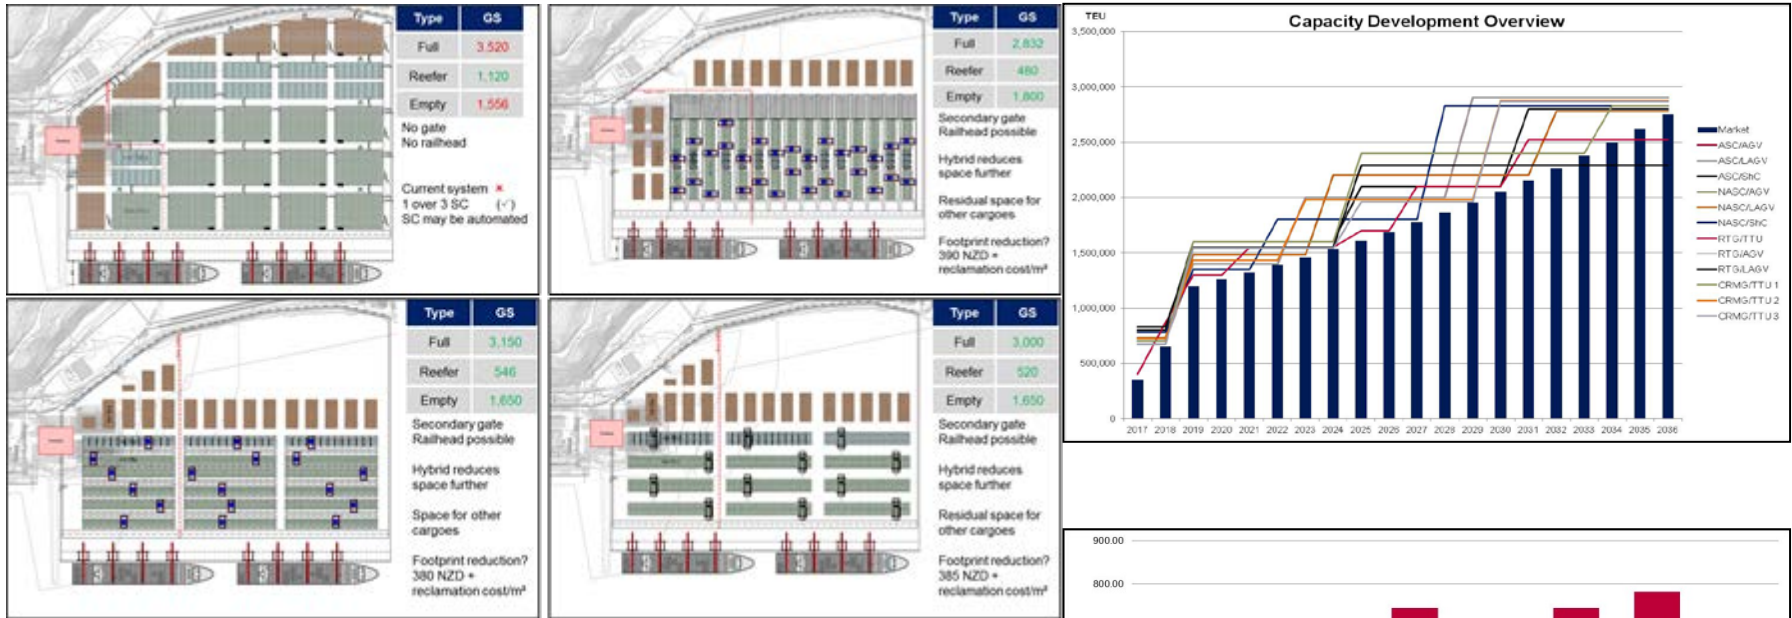 Type GS
Full 3,520
Reefer 1,120
Empty 1,556
No gate
No railhead
Current system ×
1 over 3 SC (✓)
SC may be automated
Type GS
Full 2,832
Reefer 480
Empty 1,800
Secondary gate
Railhead possible
Hybrid reduces
space further
Residual space for
other cargoes
Footprint reduction?
390 NZD +
reclamation cost/m²
Type GS
Full 3,150
Reefer 546
Empty 1,650
Secondary gate
Railhead possible
Hybrid reduces
space further
Space for other
cargoes
Footprint reduction?
380 NZD +
reclamation cost/m²
Type GS
Full 3,000
Reefer 520
Empty 1,650
Secondary gate
Railhead possible
Hybrid reduces
space further
Residual space for
other cargoes
Footprint reduction?
385 NZD +
reclamation cost/m²
TEU
Capacity Development Overview
3,500,000
3,000,000
2,500,000
2,000,000
1,500,000
1,000,000
500,000
0
2017 2018 2019 2020 2021 2022 2023 2024 2025 2026 2027 2028 2029 2030 2031 2032 2033 2034 2035 2036
Market
ASC/AGV
ASC/LAGV
ASC/ShC
NASC/AGV
NASC/LAGV
NASC/ShC
RTG/TTU
RTG/AGV
RTG/LAGV
CRMG/TTU 1
CRMG/TTU 2
CRMG/TTU 3
900.00
800.00